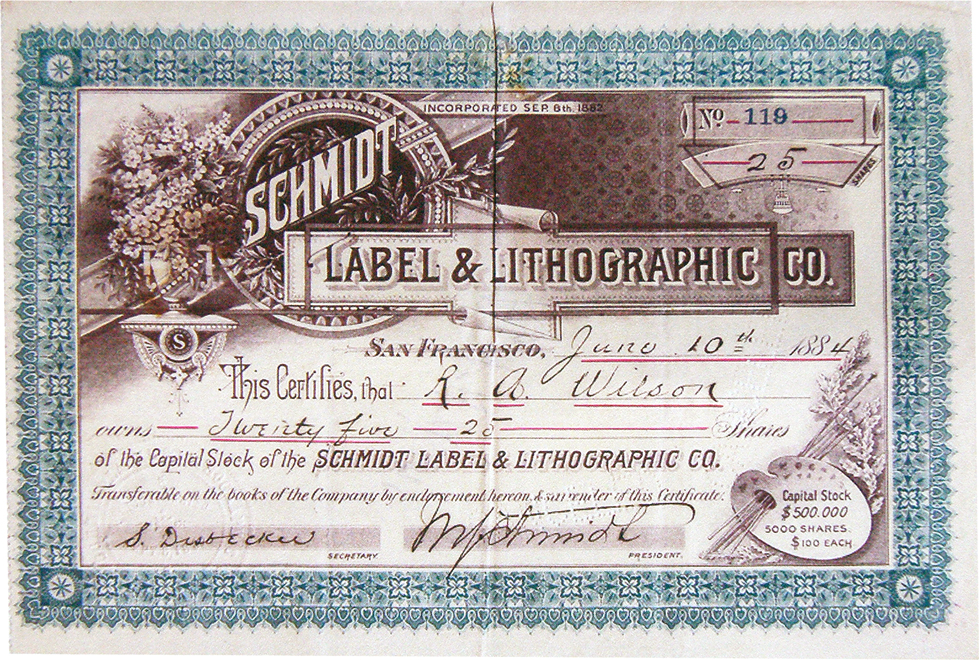 INCORPORATED SEP. 8th. 1882
No 119
25
SHARES
SCHMIDT
LABEL & LITHOGRAPHIC CO.
S
SAN FRANCISCO, June 10th 1884
This Certifies, that R. A. Wilson
owns Twenty five 25 Shares
of the Capital Stock of the SCHMIDT LABEL & LITHOGRAPHIC CO.
Transferable on the books of the Company by endorsement hereon & surrender of this Certificate.
Capital Stock
$500.000
5000 SHARES.
$100 EACH
S.
SECRETARY.
Schmidt
PRESIDENT.